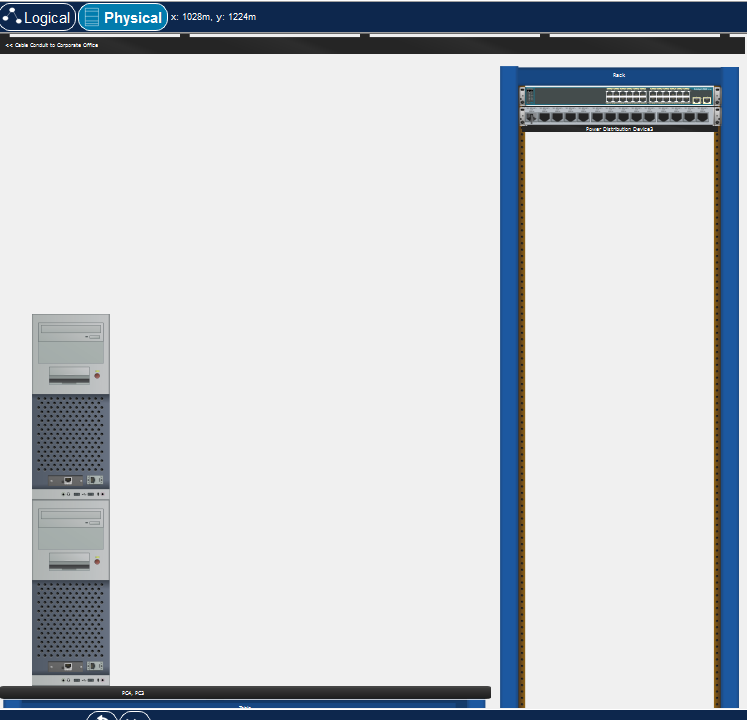 Logical
Physical
x: 1028m, y: 1224m
<< Cable Conduit to Corporate Office
Rack
Power Distribution Device3
PC4, PC3